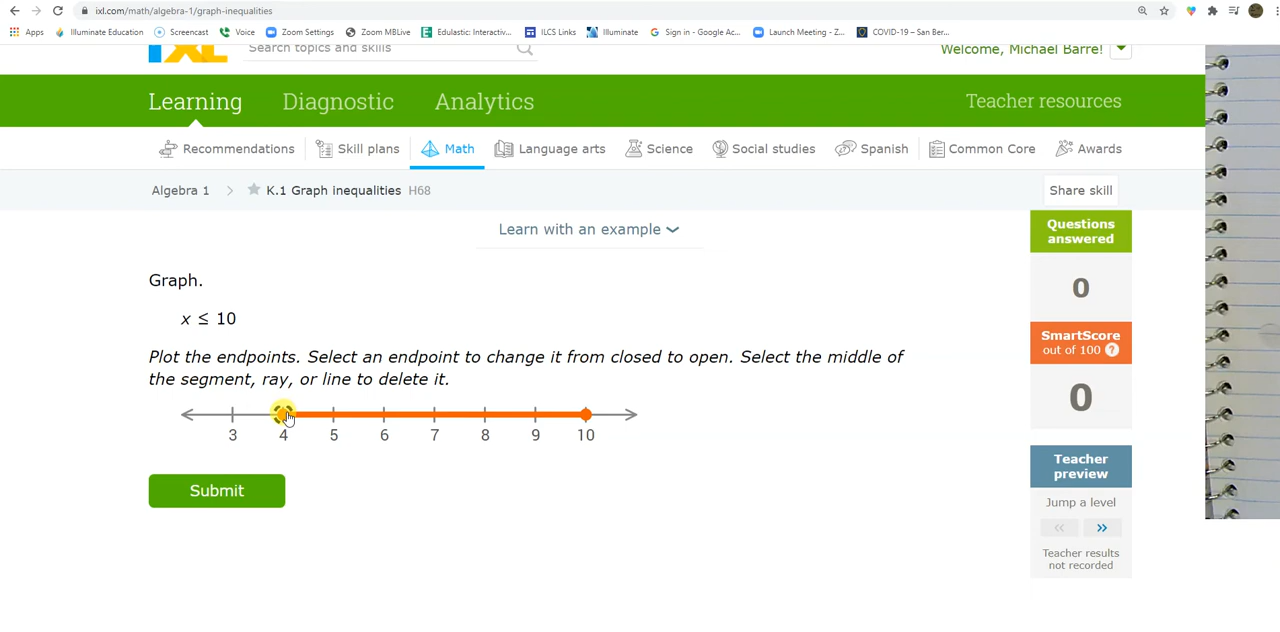 ixl.com/math/algebra-1/graph-inequalities
Apps Illuminate Education Screencast Voice Zoom Settings Zoom MBLive Edulastic: Interactiv... ILCS Links Illuminate Sign in - Google Ac... Launch Meeting - Z... COVID-19 – San Ber...
IXL Search topics and skills Welcome, Michael Barre!
Learning Diagnostic Analytics Teacher resources
Recommendations Skill plans Math Language arts Science Social studies Spanish Common Core Awards
Algebra 1 > K.1 Graph inequalities H68 Share skill
Learn with an example
Questions
answered
0
SmartScore
out of 100 ?
0
Teacher
preview
Jump a level
<< >>
Teacher results
not recorded
Graph.
x ≤ 10
Plot the endpoints. Select an endpoint to change it from closed to open. Select the middle of
the segment, ray, or line to delete it.
3 4 5 6 7 8 9 10
Submit